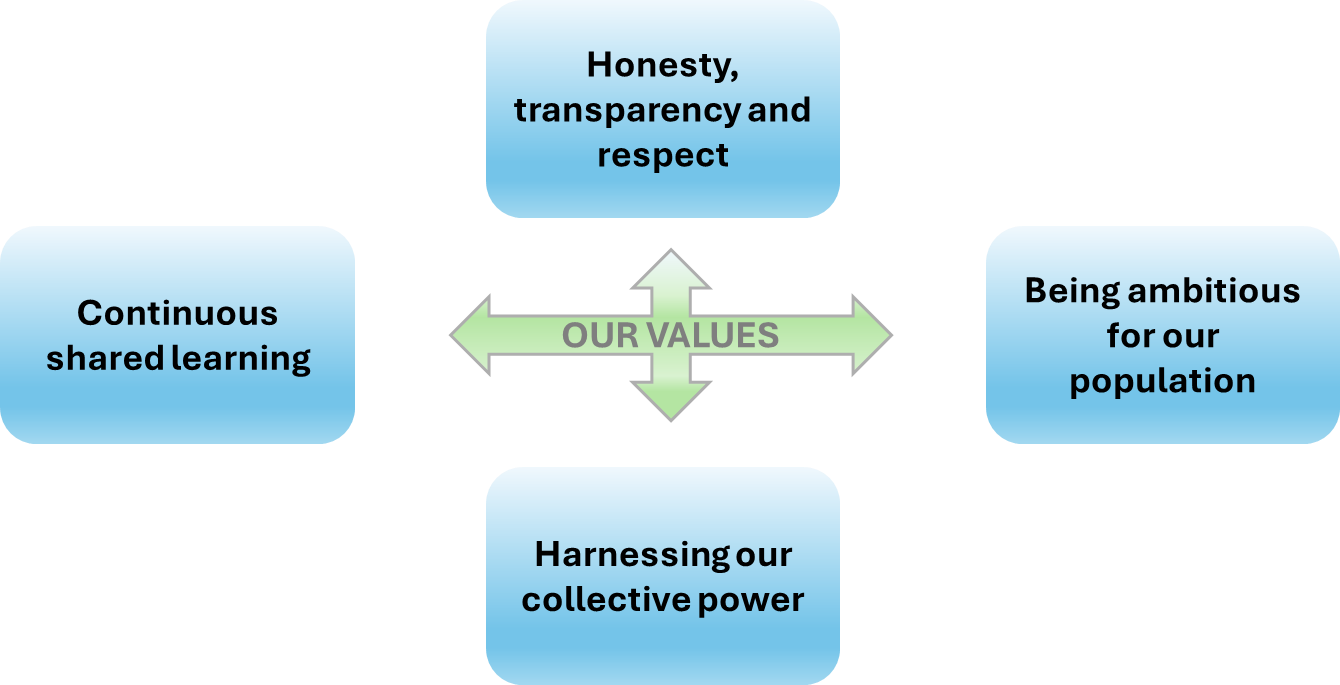 Honesty,
transparency and
respect
Continuous
shared learning
OUR VALUES
Being ambitious
for our
population
Harnessing our
collective power